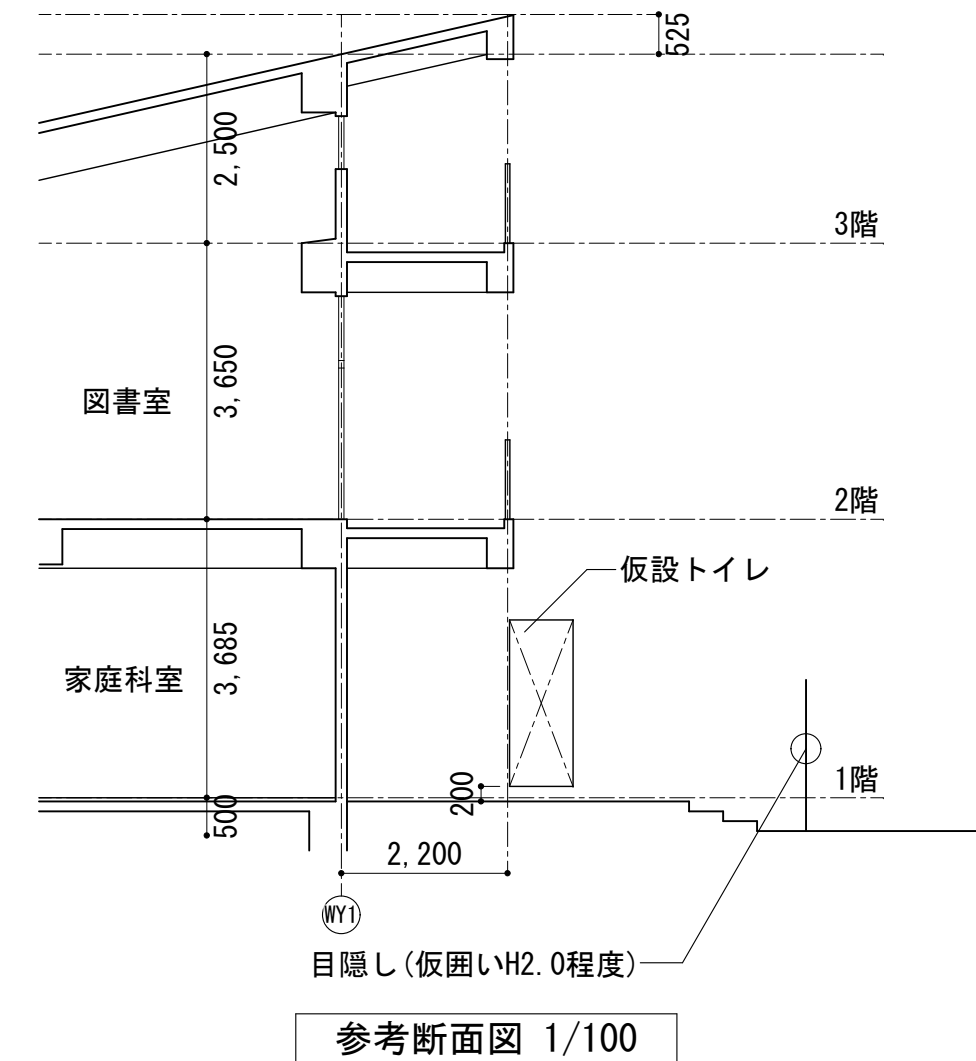 525
2,500
3階
3,650
図書室
2階
仮設トイレ
3,685
家庭科室
1階
200
500
2,200
WY1
目隠し(仮囲いH2.0程度)
参考断面図 1/100